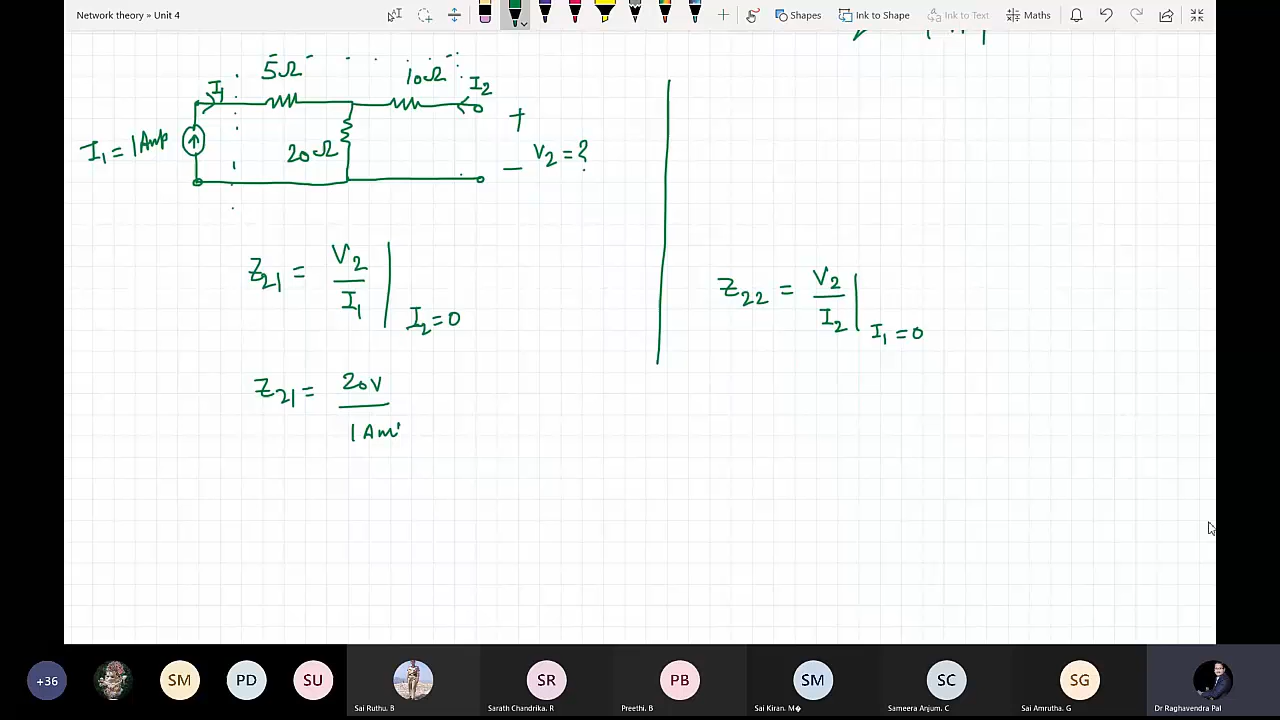 Network theory » Unit 4
Shapes
Ink to Shape
Ink to Text
Maths
5Ω
10Ω
I1
I2
I1 = 1Amp
20Ω
+
V2 = ?
−
Z21 = V2 / I1 | I2=0
Z22 = V2 / I2 | I1 = 0
Z21 = 20V / 1Am
+36
SM
PD
SU
SR
PB
SM
SC
SG
Sai Ruthu. B
Sarath Chandrika. R
Preethi. B
Sai Kiran. M�
Sameera Anjum. C
Sai Amrutha. G
Dr Raghavendra Pal